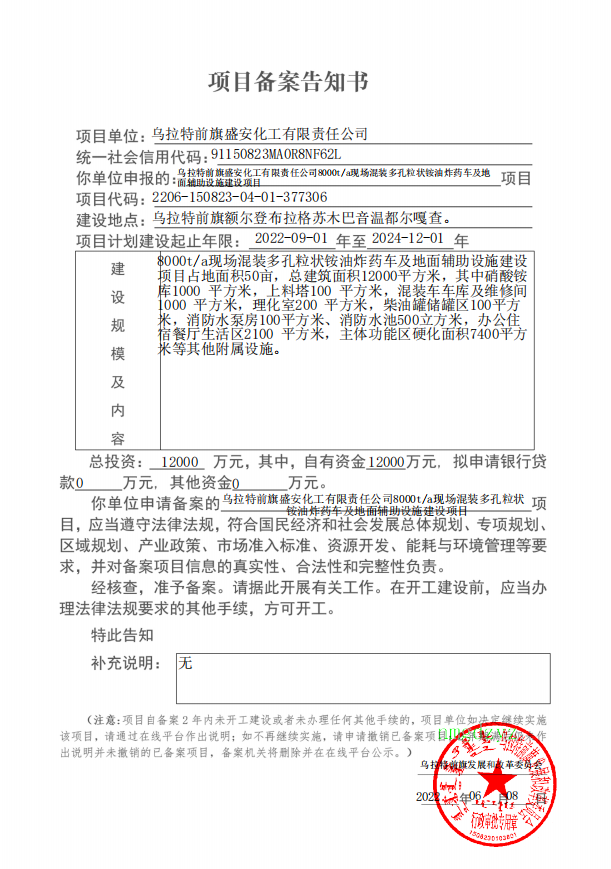 项目备案告知书
项目单位：乌拉特前旗盛安化工有限责任公司
统一社会信用代码：91150823MA0R8NF62L
你单位申报的：乌拉特前旗盛安化工有限责任公司8000t/a现场混装多孔粒状铵油炸药车及地
面辅助设施建设项目 项目
项目代码：2206-150823-04-01-377306
建设地点：乌拉特前旗额尔登布拉格苏木巴音温都尔嘎查。
项目计划建设起止年限：2022-09-01 年至 2024-12-01 年
建设规模及内容
8000t/a现场混装多孔粒状铵油炸药车及地面辅助设施建设
项目占地面积50亩，总建筑面积12000平方米，其中硝酸铵
库1000 平方米，上料塔100 平方米，混装车车库及维修间
1000 平方米，理化室200 平方米，柴油罐储罐区100平方
米，消防水泵房100平方米、消防水池500立方米，办公住
宿餐厅生活区2100 平方米，主体功能区硬化面积7400平方
米等其他附属设施。
总投资：12000 万元，其中，自有资金12000万元，拟申请银行贷
款0 万元，其他资金0 万元。
你单位申请备案的乌拉特前旗盛安化工有限责任公司8000t/a现场混装多孔粒状 项
铵油炸药车及地面辅助设施建设项目
目，应当遵守法律法规，符合国民经济和社会发展总体规划、专项规划、
区域规划、产业政策、市场准入标准、资源开发、能耗与环境管理等要
求，并对备案项目信息的真实性、合法性和完整性负责。
经核查，准予备案。请据此开展有关工作。在开工建设前，应当办
理法律法规要求的其他手续，方可开工。
特此告知
补充说明：无
（注意:项目自备案2年内未开工建设或者未办理任何其他手续的，项目单位如决定继续实施
该项目，请通过在线平台作出说明；如不再继续实施，请申请撤销已备案项目
出说明并未撤销的已备案项目，备案机关将删除并在在线平台公示。）
乌拉特前旗发展和改革委员会
2022 年06 月08 日
行政审批专用章